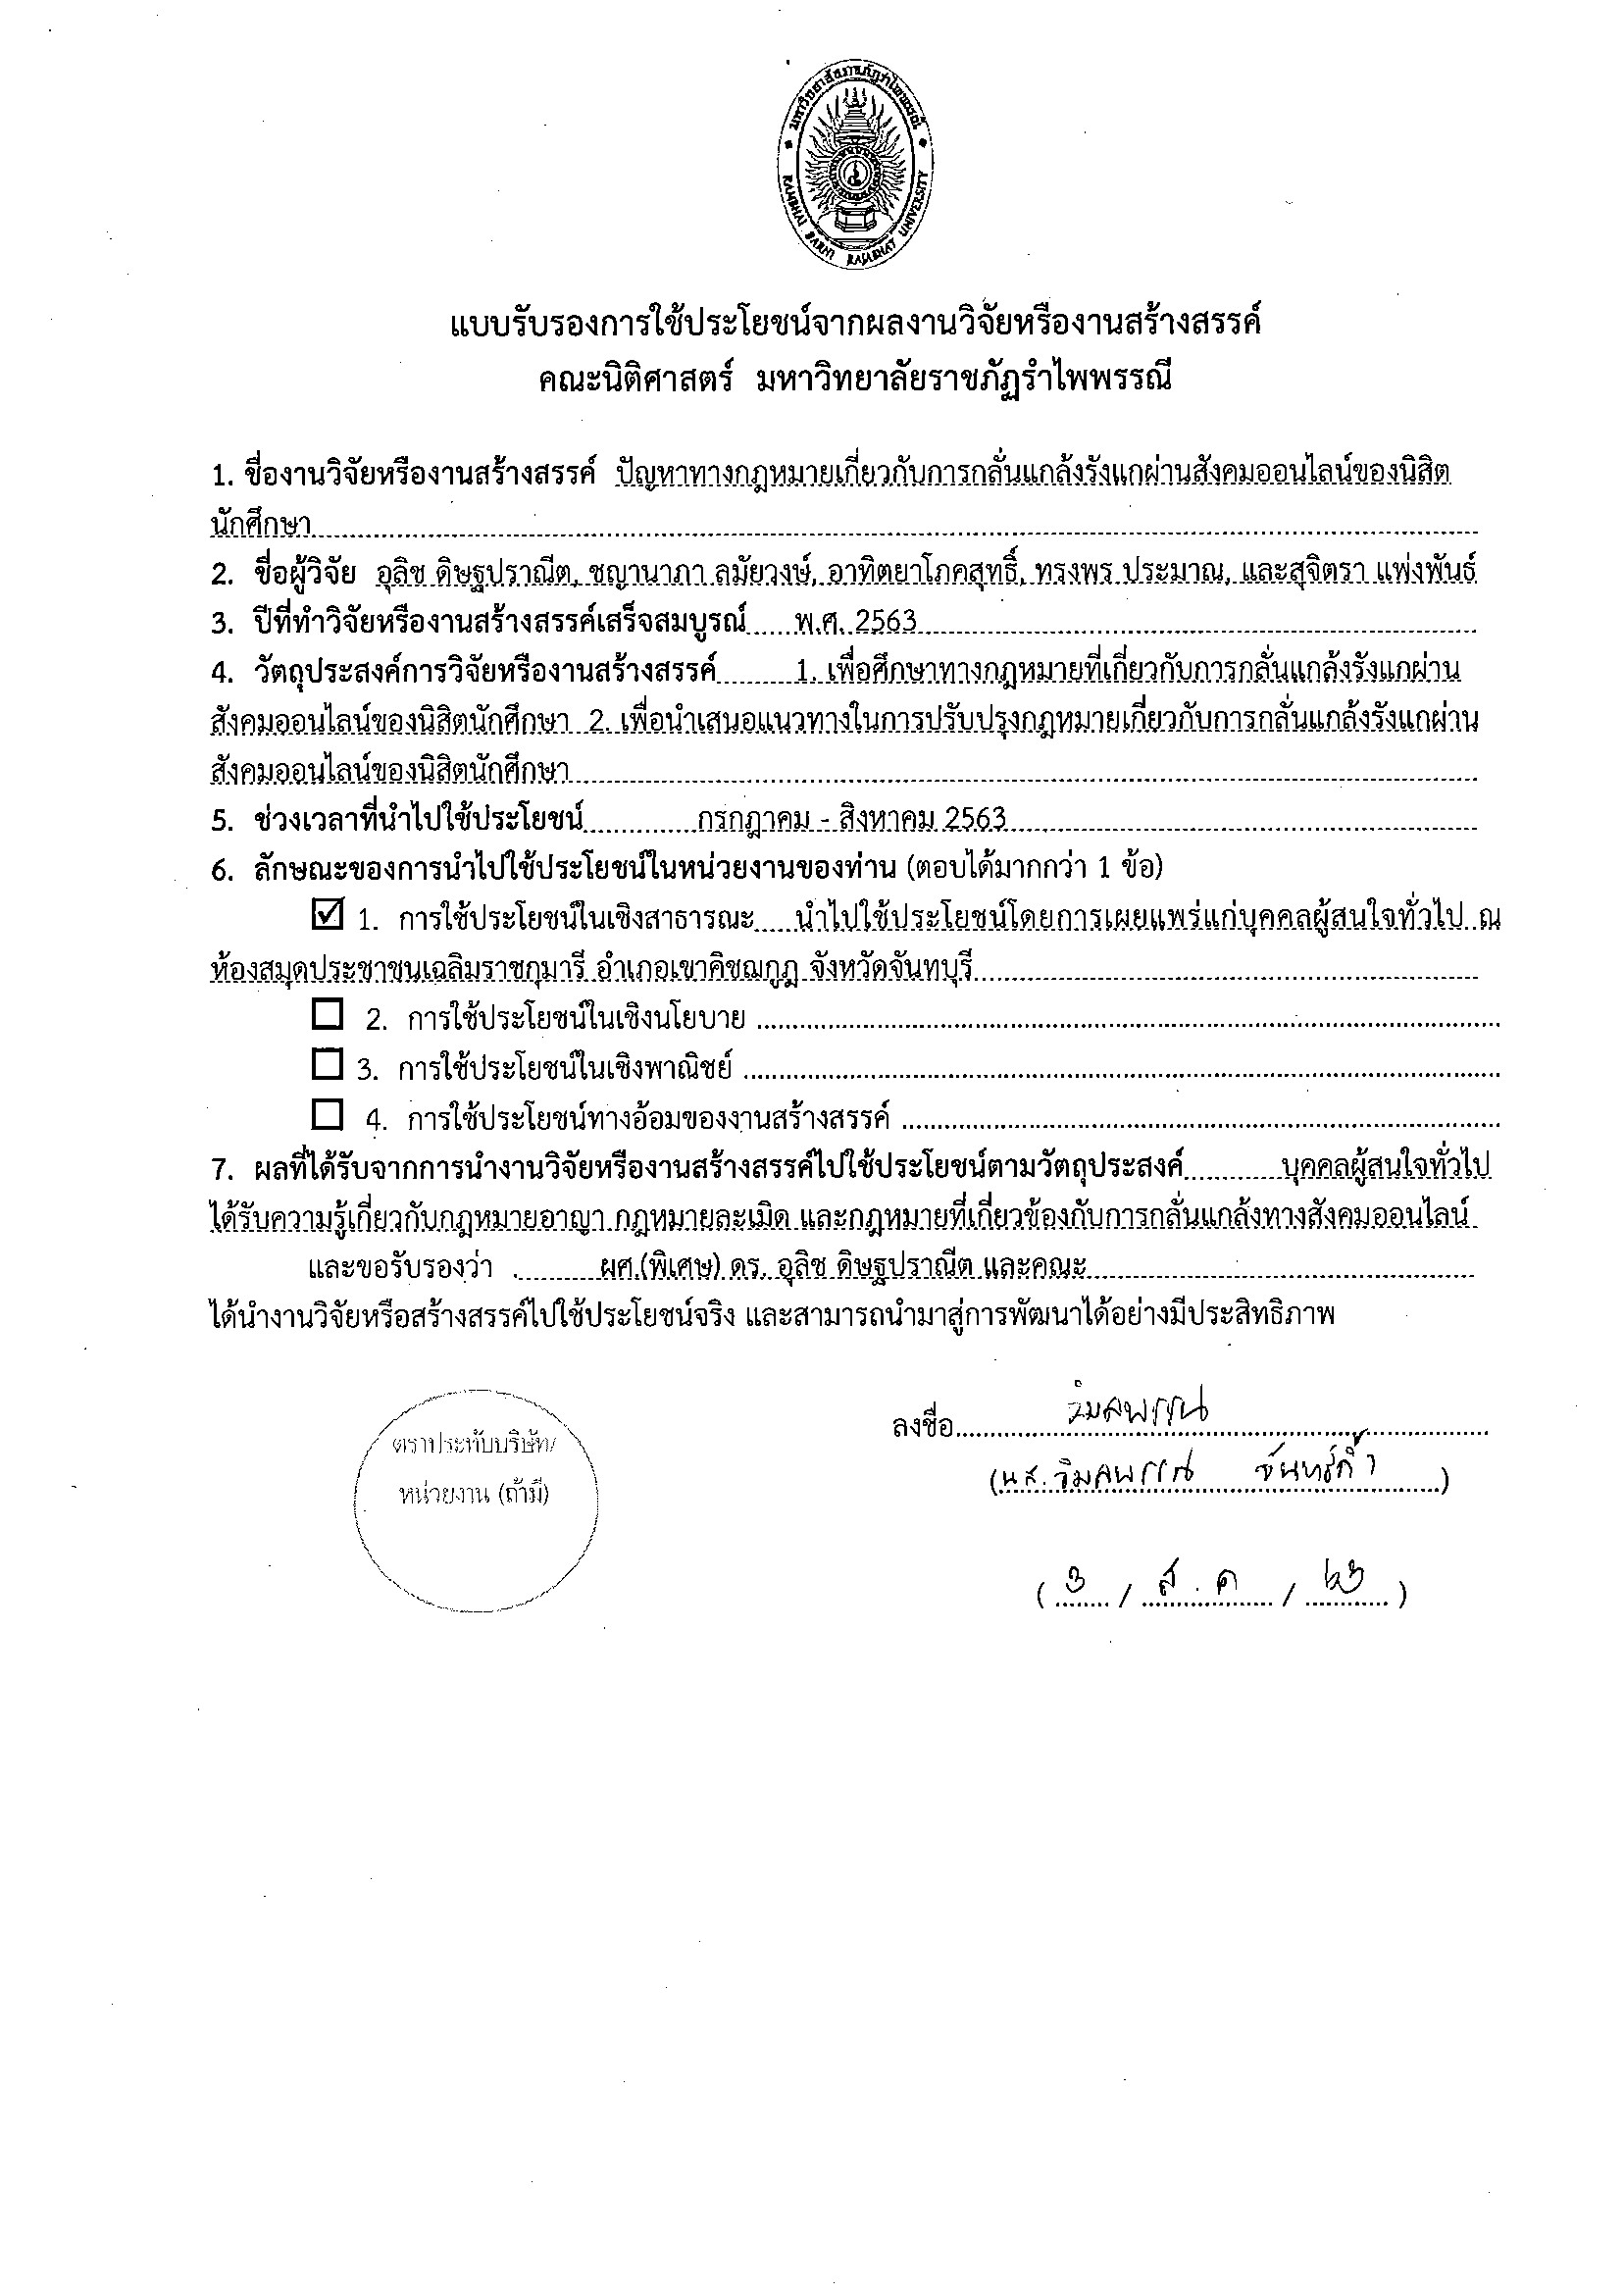 มหาวิทยาลัยราชภัฏรำไพพรรณี
RAMBHAI BARNI RAJABHAT UNIVERSITY
แบบรับรองการใช้ประโยชน์จากผลงานวิจัยหรืองานสร้างสรรค์
คณะนิติศาสตร์ มหาวิทยาลัยราชภัฏรำไพพรรณี
1. ชื่องานวิจัยหรืองานสร้างสรรค์ ปัญหาทางกฎหมายเกี่ยวกับการกลั่นแกล้งรังแกผ่านสังคมออนไลน์ของนิสิต
นักศึกษา
2. ชื่อผู้วิจัย อุลิช ดิษฐปราณีต, ชญานาภา ลมัยวงษ์, อาทิตยาโภคสุทธิ์, ทรงพร ประมาณ, และสุจิตรา แพ่งพันธ์
3. ปีที่ทำวิจัยหรืองานสร้างสรรค์เสร็จสมบูรณ์ พ.ศ. 2563
4. วัตถุประสงค์การวิจัยหรืองานสร้างสรรค์ 1. เพื่อศึกษาทางกฎหมายที่เกี่ยวกับการกลั่นแกล้งรังแกผ่าน
สังคมออนไลน์ของนิสิตนักศึกษา 2. เพื่อนำเสนอแนวทางในการปรับปรุงกฎหมายเกี่ยวกับการกลั่นแกล้งรังแกผ่าน
สังคมออนไลน์ของนิสิตนักศึกษา
5. ช่วงเวลาที่นำไปใช้ประโยชน์ กรกฎาคม - สิงหาคม 2563
6. ลักษณะของการนำไปใช้ประโยชน์ในหน่วยงานของท่าน (ตอบได้มากกว่า 1 ข้อ)
☑ 1. การใช้ประโยชน์ในเชิงสาธารณะ นำไปใช้ประโยชน์โดยการเผยแพร่แก่บุคคลผู้สนใจทั่วไป ณ
ห้องสมุดประชาชนเฉลิมราชกุมารี อำเภอเขาคิชฌกูฏ จังหวัดจันทบุรี
☐ 2. การใช้ประโยชน์ในเชิงนโยบาย
☐ 3. การใช้ประโยชน์ในเชิงพาณิชย์
☐ 4. การใช้ประโยชน์ทางอ้อมของงานสร้างสรรค์
7. ผลที่ได้รับจากการนำงานวิจัยหรืองานสร้างสรรค์ไปใช้ประโยชน์ตามวัตถุประสงค์ บุคคลผู้สนใจทั่วไป
ได้รับความรู้เกี่ยวกับกฎหมายอาญา กฎหมายละเมิด และกฎหมายที่เกี่ยวข้องกับการกลั่นแกล้งทางสังคมออนไลน์
และขอรับรองว่า ผศ.(พิเศษ) ดร. อุลิช ดิษฐปราณีต และคณะ
ได้นำงานวิจัยหรือสร้างสรรค์ไปใช้ประโยชน์จริง และสามารถนำมาสู่การพัฒนาได้อย่างมีประสิทธิภาพ
ตราประทับบริษัท/
หน่วยงาน (ถ้ามี)
ลงชื่อ วิมลพรรณ
(นส. วิมลพรรณ )
( 3 / ส.ค / 63 )